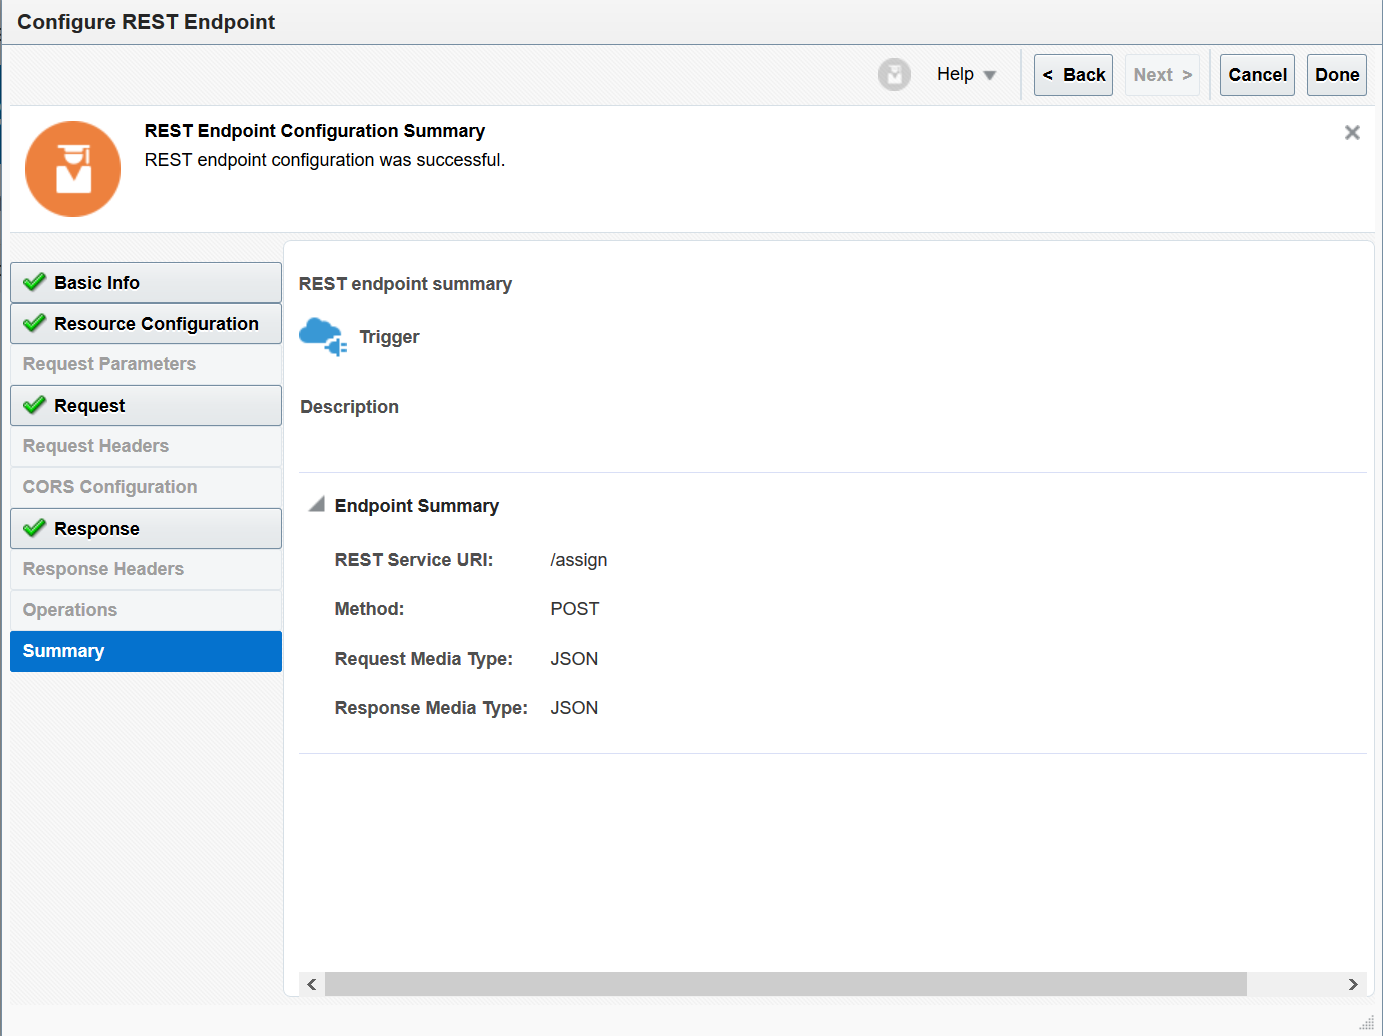 Configure REST Endpoint
Help
< Back
Next >
Cancel
Done
REST Endpoint Configuration Summary
REST endpoint configuration was successful.
Basic Info
Resource Configuration
Request Parameters
Request
Request Headers
CORS Configuration
Response
Response Headers
Operations
Summary
REST endpoint summary
Trigger
Description
Endpoint Summary
REST Service URI: /assign
Method: POST
Request Media Type: JSON
Response Media Type: JSON